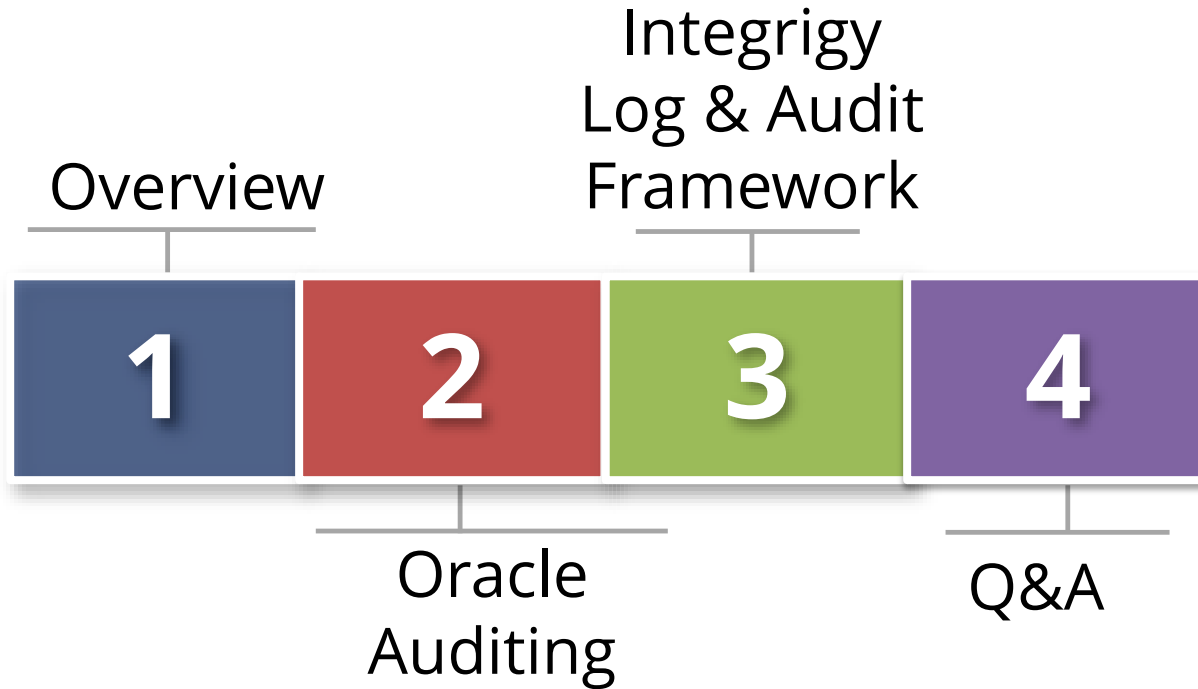 Overview
1
Oracle
Auditing
2
Integrigy
Log & Audit
Framework
3
Q&A
4